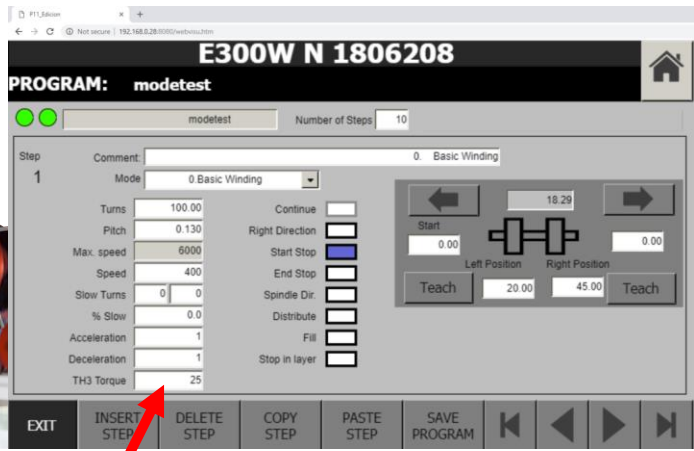 P11_Edicion
Not secure | 192.168.0.28:8080/webvisu.htm
E300W N 1806208
PROGRAM: modetest
modetest Number of Steps 10
Step Comment: 0. Basic Winding
1 Mode 0.Basic Winding
Turns 100.00 Continue
Pitch 0.130 Right Direction
Max. speed 6000 Start Stop
Speed 400 End Stop
Slow Turns 0 0 Spindle Dir.
% Slow 0.0 Distribute
Acceleration 1 Fill
Deceleration 1 Stop in layer
TH3 Torque 25
18.29
Start
0.00 0.00
Left Position Right Position
Teach 20.00 45.00 Teach
EXIT INSERT STEP DELETE STEP COPY STEP PASTE STEP SAVE PROGRAM